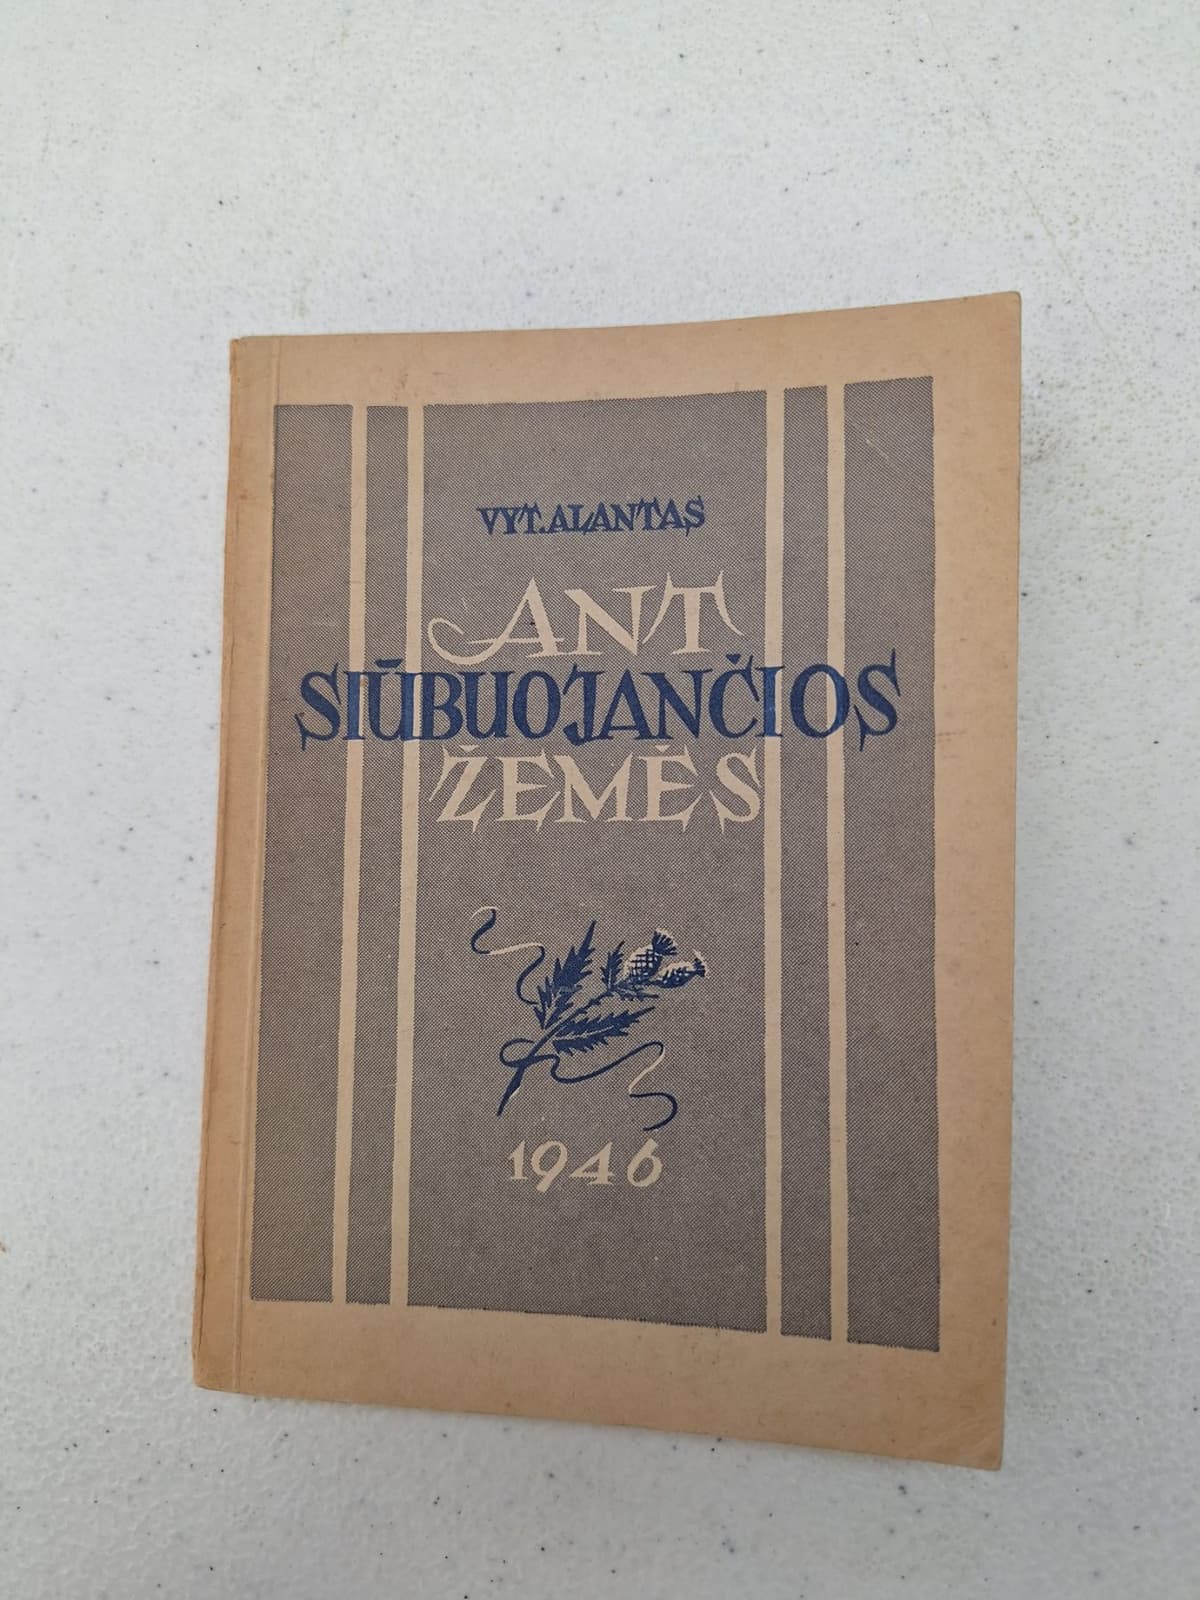 VYT. ALANTAS
ANT
SIŪBUOJANČIOS
ŽEMĖS
1946